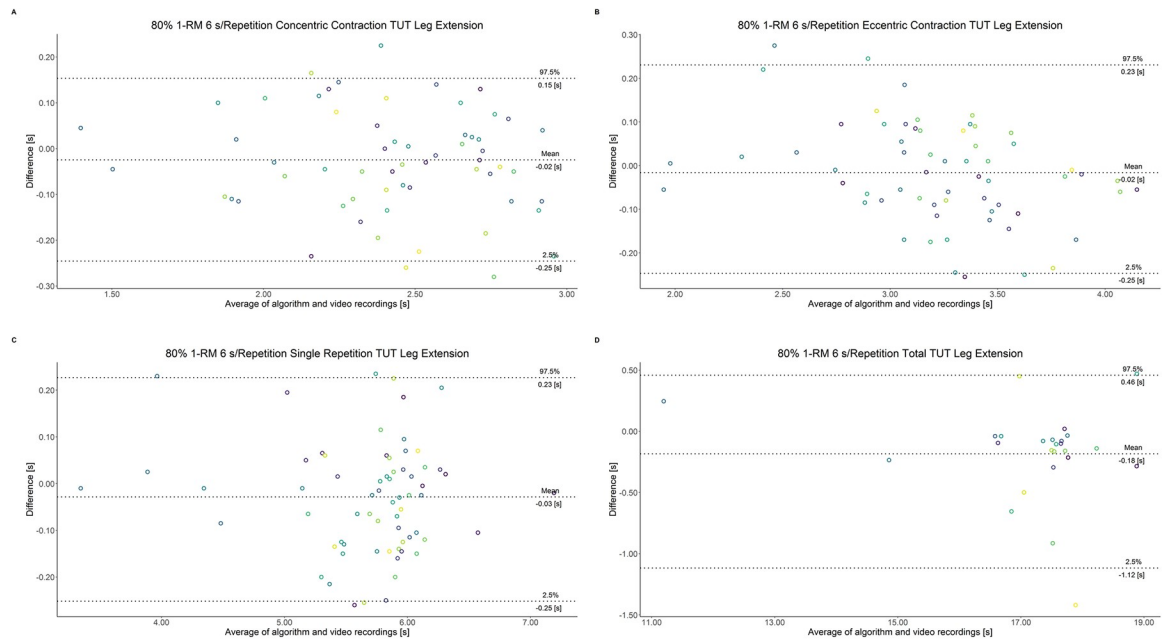 A
80% 1-RM 6 s/Repetition Concentric Contraction TUT Leg Extension
0.20
0.10
0.00
-0.10
-0.20
-0.30
Difference [s]
97.5%
0.15 [s]
Mean
-0.02 [s]
2.5%
-0.25 [s]
1.50
2.00
2.50
3.00
Average of algorithm and video recordings [s]
B
80% 1-RM 6 s/Repetition Eccentric Contraction TUT Leg Extension
0.30
0.20
0.10
0.00
-0.10
-0.20
Difference [s]
97.5%
0.23 [s]
Mean
-0.02 [s]
2.5%
-0.25 [s]
2.00
2.50
3.00
3.50
4.00
Average of algorithm and video recordings [s]
C
80% 1-RM 6 s/Repetition Single Repetition TUT Leg Extension
0.20
0.10
0.00
-0.10
-0.20
Difference [s]
97.5%
0.23 [s]
Mean
-0.03 [s]
2.5%
-0.25 [s]
4.00
5.00
6.00
7.00
Average of algorithm and video recordings [s]
D
80% 1-RM 6 s/Repetition Total TUT Leg Extension
0.50
0.00
-0.50
-1.00
-1.50
Difference [s]
97.5%
0.46 [s]
Mean
-0.18 [s]
2.5%
-1.12 [s]
11.00
13.00
15.00
17.00
19.00
Average of algorithm and video recordings [s]